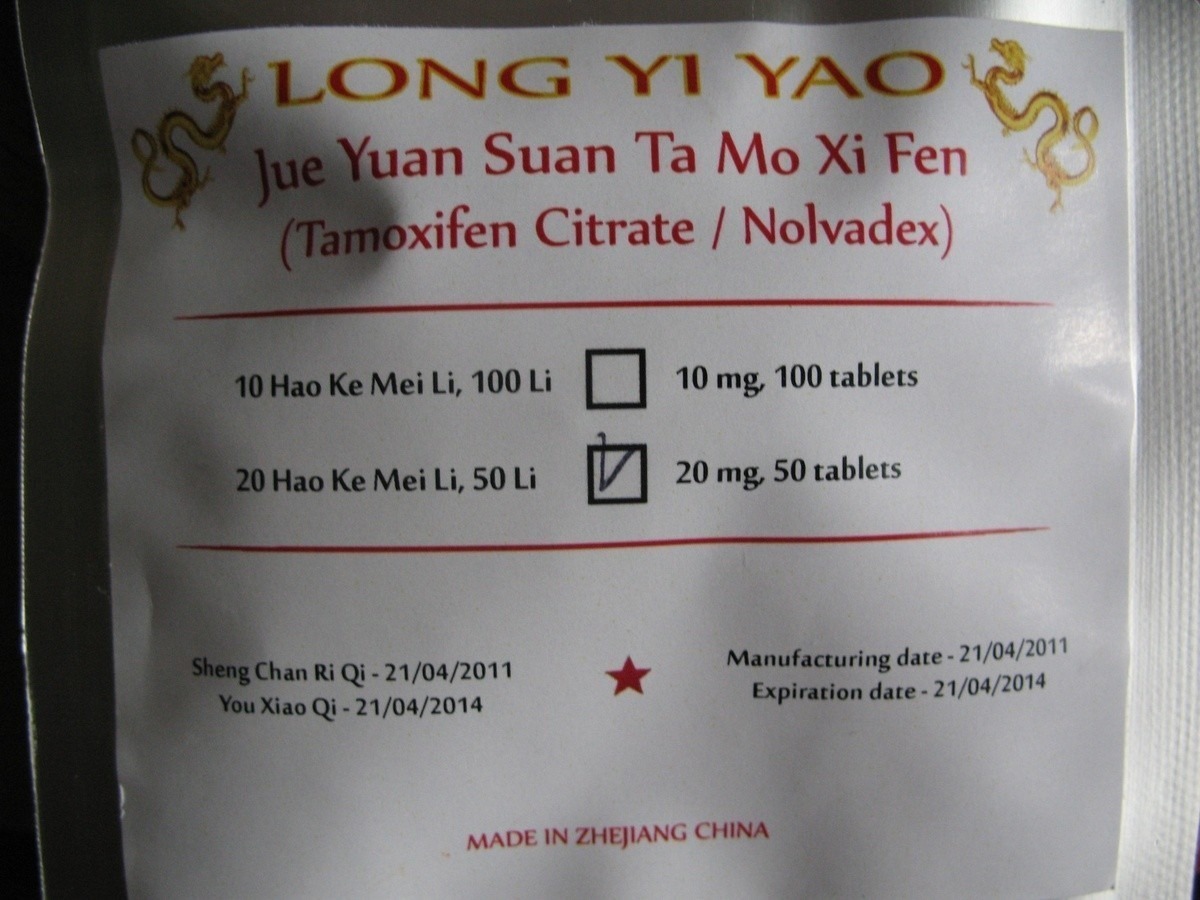 LONG YI YAO
Jue Yuan Suan Ta Mo Xi Fen
(Tamoxifen Citrate / Nolvadex)
10 Hao Ke Mei Li, 100 Li 10 mg, 100 tablets
20 Hao Ke Mei Li, 50 Li 20 mg, 50 tablets
Sheng Chan Ri Qi - 21/04/2011
You Xiao Qi - 21/04/2014
Manufacturing date - 21/04/2011
Expiration date - 21/04/2014
MADE IN ZHEJIANG CHINA